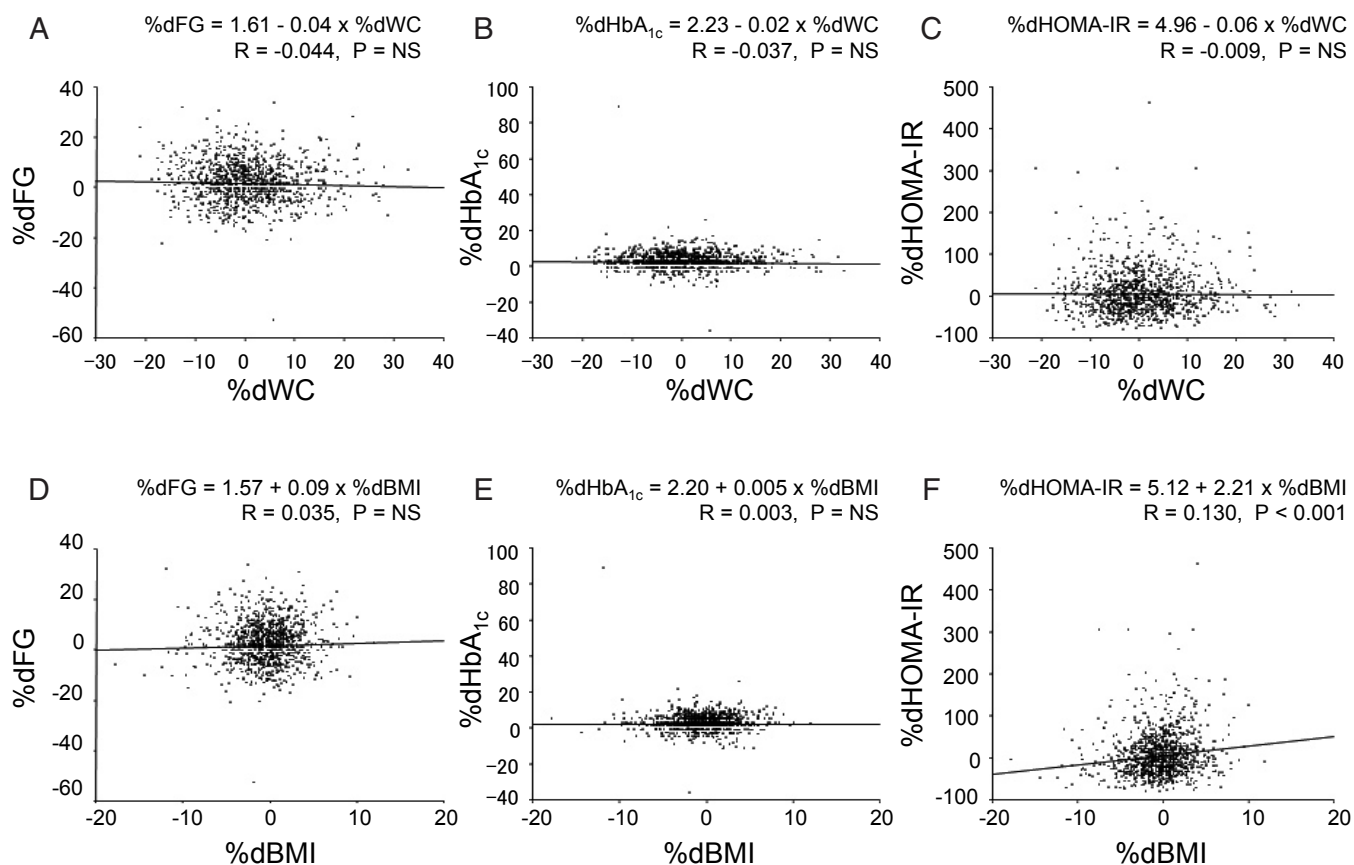 A
%dFG = 1.61 - 0.04 x %dWC
R = -0.044, P = NS
40
20
0
-20
-40
-60
%dFG
-30 -20 -10 0 10 20 30 40
%dWC
B
%dHbA1c = 2.23 - 0.02 x %dWC
R = -0.037, P = NS
100
80
60
40
20
0
-20
-40
%dHbA1c
-30 -20 -10 0 10 20 30 40
%dWC
C
%dHOMA-IR = 4.96 - 0.06 x %dWC
R = -0.009, P = NS
500
400
300
200
100
0
-100
%dHOMA-IR
-30 -20 -10 0 10 20 30 40
%dWC
D
%dFG = 1.57 + 0.09 x %dBMI
R = 0.035, P = NS
40
20
0
-20
-40
-60
%dFG
-20 -10 0 10 20
%dBMI
E
%dHbA1c = 2.20 + 0.005 x %dBMI
R = 0.003, P = NS
100
80
60
40
20
0
-20
-40
%dHbA1c
-20 -10 0 10 20
%dBMI
F
%dHOMA-IR = 5.12 + 2.21 x %dBMI
R = 0.130, P < 0.001
500
400
300
200
100
0
-100
%dHOMA-IR
-20 -10 0 10 20
%dBMI